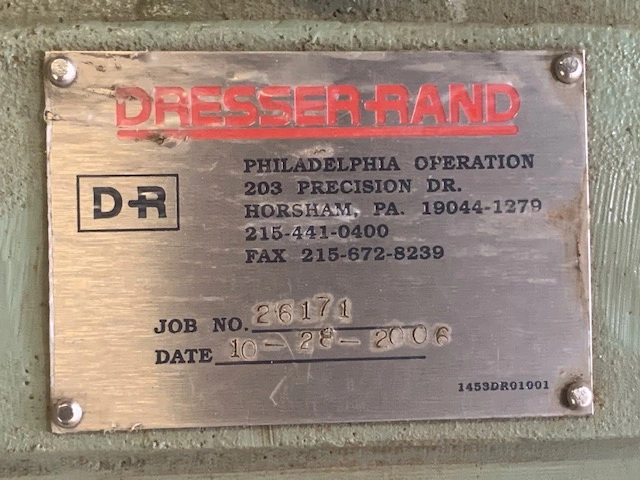 DRESSER-RAND
D-R
PHILADELPHIA OPERATION
203 PRECISION DR.
HORSHAM, PA. 19044-1279
215-441-0400
FAX 215-672-8239
JOB NO. 26171
DATE 10-28-2006
1453DR01001